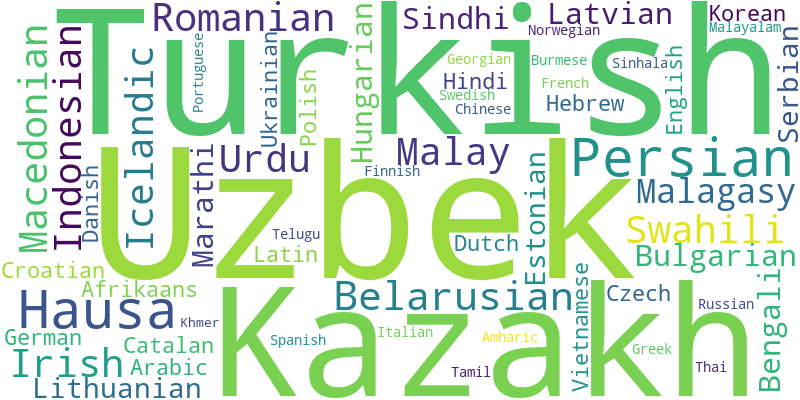 Romanian
Sindhi
Latvian
Korean
Norwegian
Malayalam
Turkish
Macedonian
Indonesian
Icelandic
Portuguese
Ukrainian
Polish
Hungarian
Georgian
Hindi
Swedish
Chinese
Burmese
French
Hebrew
Sinhala
English
Serbian
Danish
Marathi
Urdu
Malay
Finnish
Persian
Uzbek
Malagasy
Swahili
Telugu
Latin
Dutch
Estonian
Bulgarian
Croatian
Afrikaans
Hausa
Khmer
Belarusian
Vietnamese
Czech
Russian
Bengali
German
Catalan
Spanish
Italian
Amharic
Kazakh
Greek
Irish
Arabic
Tamil
Thai
Lithuanian